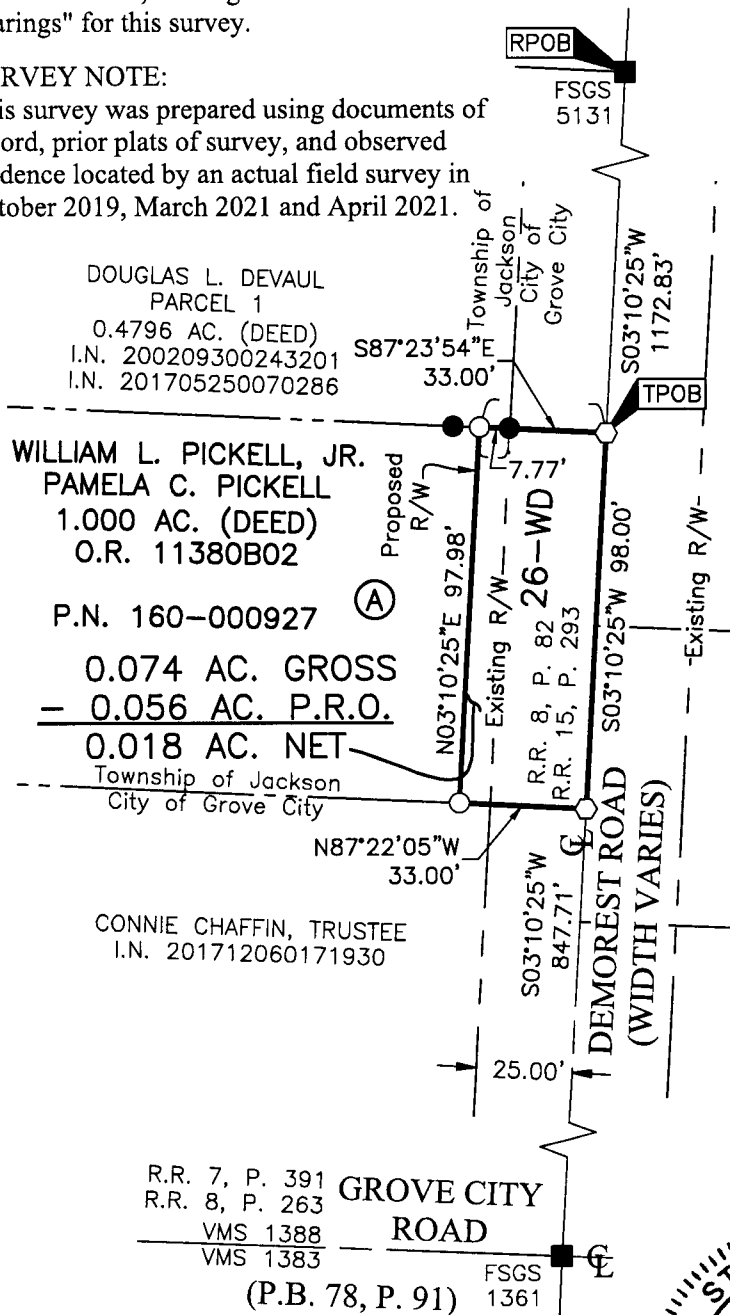 arings" for this survey.
RVEY NOTE:
is survey was prepared using documents of
ord, prior plats of survey, and observed
idence located by an actual field survey in
tober 2019, March 2021 and April 2021.
RPOB
FSGS
5131
Township of
Jackson
City of
Grove City
S03°10'25"W
1172.83'
DOUGLAS L. DEVAUL
PARCEL 1
0.4796 AC. (DEED)
I.N. 200209300243201
I.N. 201705250070286
S87°23'54"E
33.00'
TPOB
WILLIAM L. PICKELL, JR.
PAMELA C. PICKELL
1.000 AC. (DEED)
O.R. 11380B02
P.N. 160-000927
A
0.074 AC. GROSS
- 0.056 AC. P.R.O.
0.018 AC. NET
Proposed
R/W
7.77'
N03°10'25"E 97.98'
Existing R/W
26-WD
R.R. 8, P. 82
R.R. 15, P. 293
S03°10'25"W 98.00'
Existing R/W
Township of Jackson
City of Grove City
N87°22'05"W
33.00'
CONNIE CHAFFIN, TRUSTEE
I.N. 201712060171930
S03°10'25"W
847.71'
CL
DEMOREST ROAD
(WIDTH VARIES)
25.00'
R.R. 7, P. 391
R.R. 8, P. 263
VMS 1388
VMS 1383
GROVE CITY
ROAD
CL
(P.B. 78, P. 91)
FSGS
1361
ST